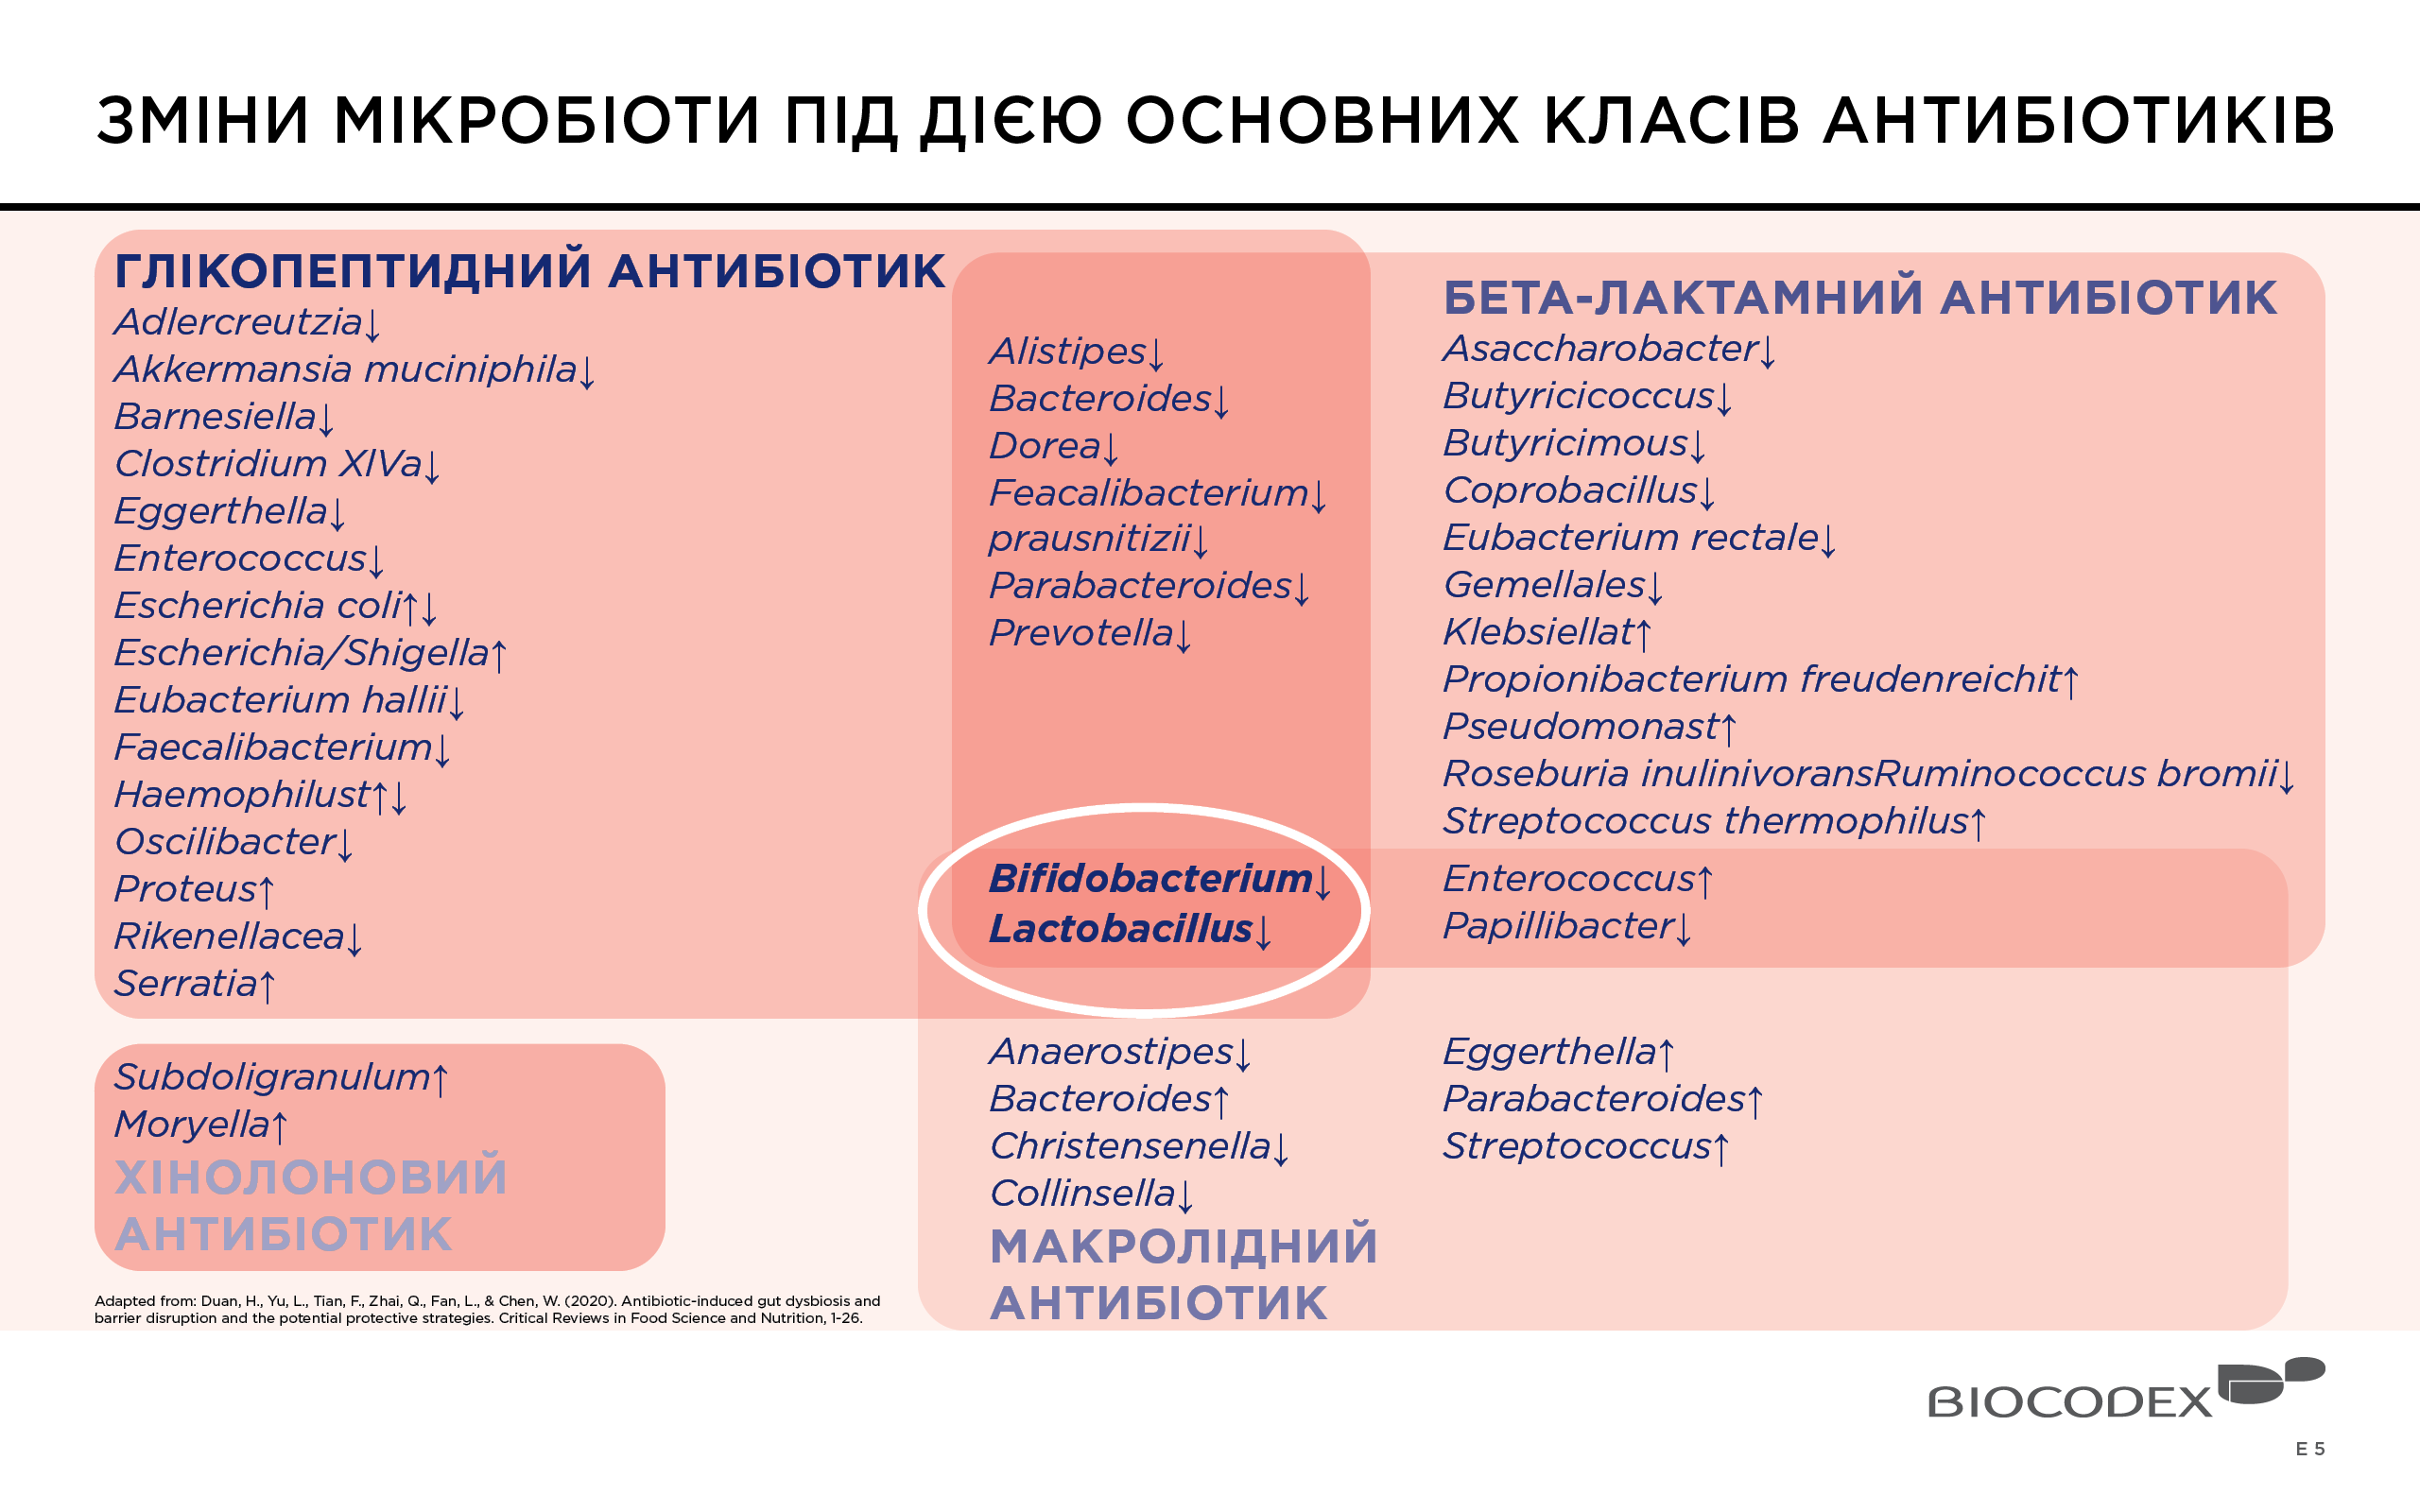 ЗМІНИ МІКРОБІОТИ ПІД ДІЄЮ ОСНОВНИХ КЛАСІВ АНТИБІОТИКІВ
ГЛІКОПЕПТИДНИЙ АНТИБІОТИК
Adlercreutzia↓
Akkermansia muciniphila↓
Barnesiella↓
Clostridium XlVa↓
Eggerthella↓
Enterococcus↓
Escherichia coli↑↓
Escherichia/Shigella↑
Eubacterium hallii↓
Faecalibacterium↓
Haemophilust↑↓
Oscilibacter↓
Proteus↑
Rikenellacea↓
Serratia↑
Alistipes↓
Bacteroides↓
Dorea↓
Feacalibacterium↓
prausnitizii↓
Parabacteroides↓
Prevotella↓
Bifidobacterium↓
Lactobacillus↓
БЕТА-ЛАКТАМНИЙ АНТИБІОТИК
Asaccharobacter↓
Butyricicoccus↓
Butyricimous↓
Coprobacillus↓
Eubacterium rectale↓
Gemellales↓
Klebsiellat↑
Propionibacterium freudenreichit↑
Pseudomonast↑
Roseburia inulinivoransRuminococcus bromii↓
Streptococcus thermophilus↑
Enterococcus↑
Papillibacter↓
Subdoligranulum↑
Moryella↑
ХІНОЛОНОВИЙ
АНТИБІОТИК
Anaerostipes↓
Bacteroides↑
Christensenella↓
Collinsella↓
МАКРОЛІДНИЙ
АНТИБІОТИК
Eggerthella↑
Parabacteroides↑
Streptococcus↑
Adapted from: Duan, H., Yu, L., Tian, F., Zhai, Q., Fan, L., & Chen, W. (2020). Antibiotic-induced gut dysbiosis and
barrier disruption and the potential protective strategies. Critical Reviews in Food Science and Nutrition, 1-26.
BIOCODEX
E 5